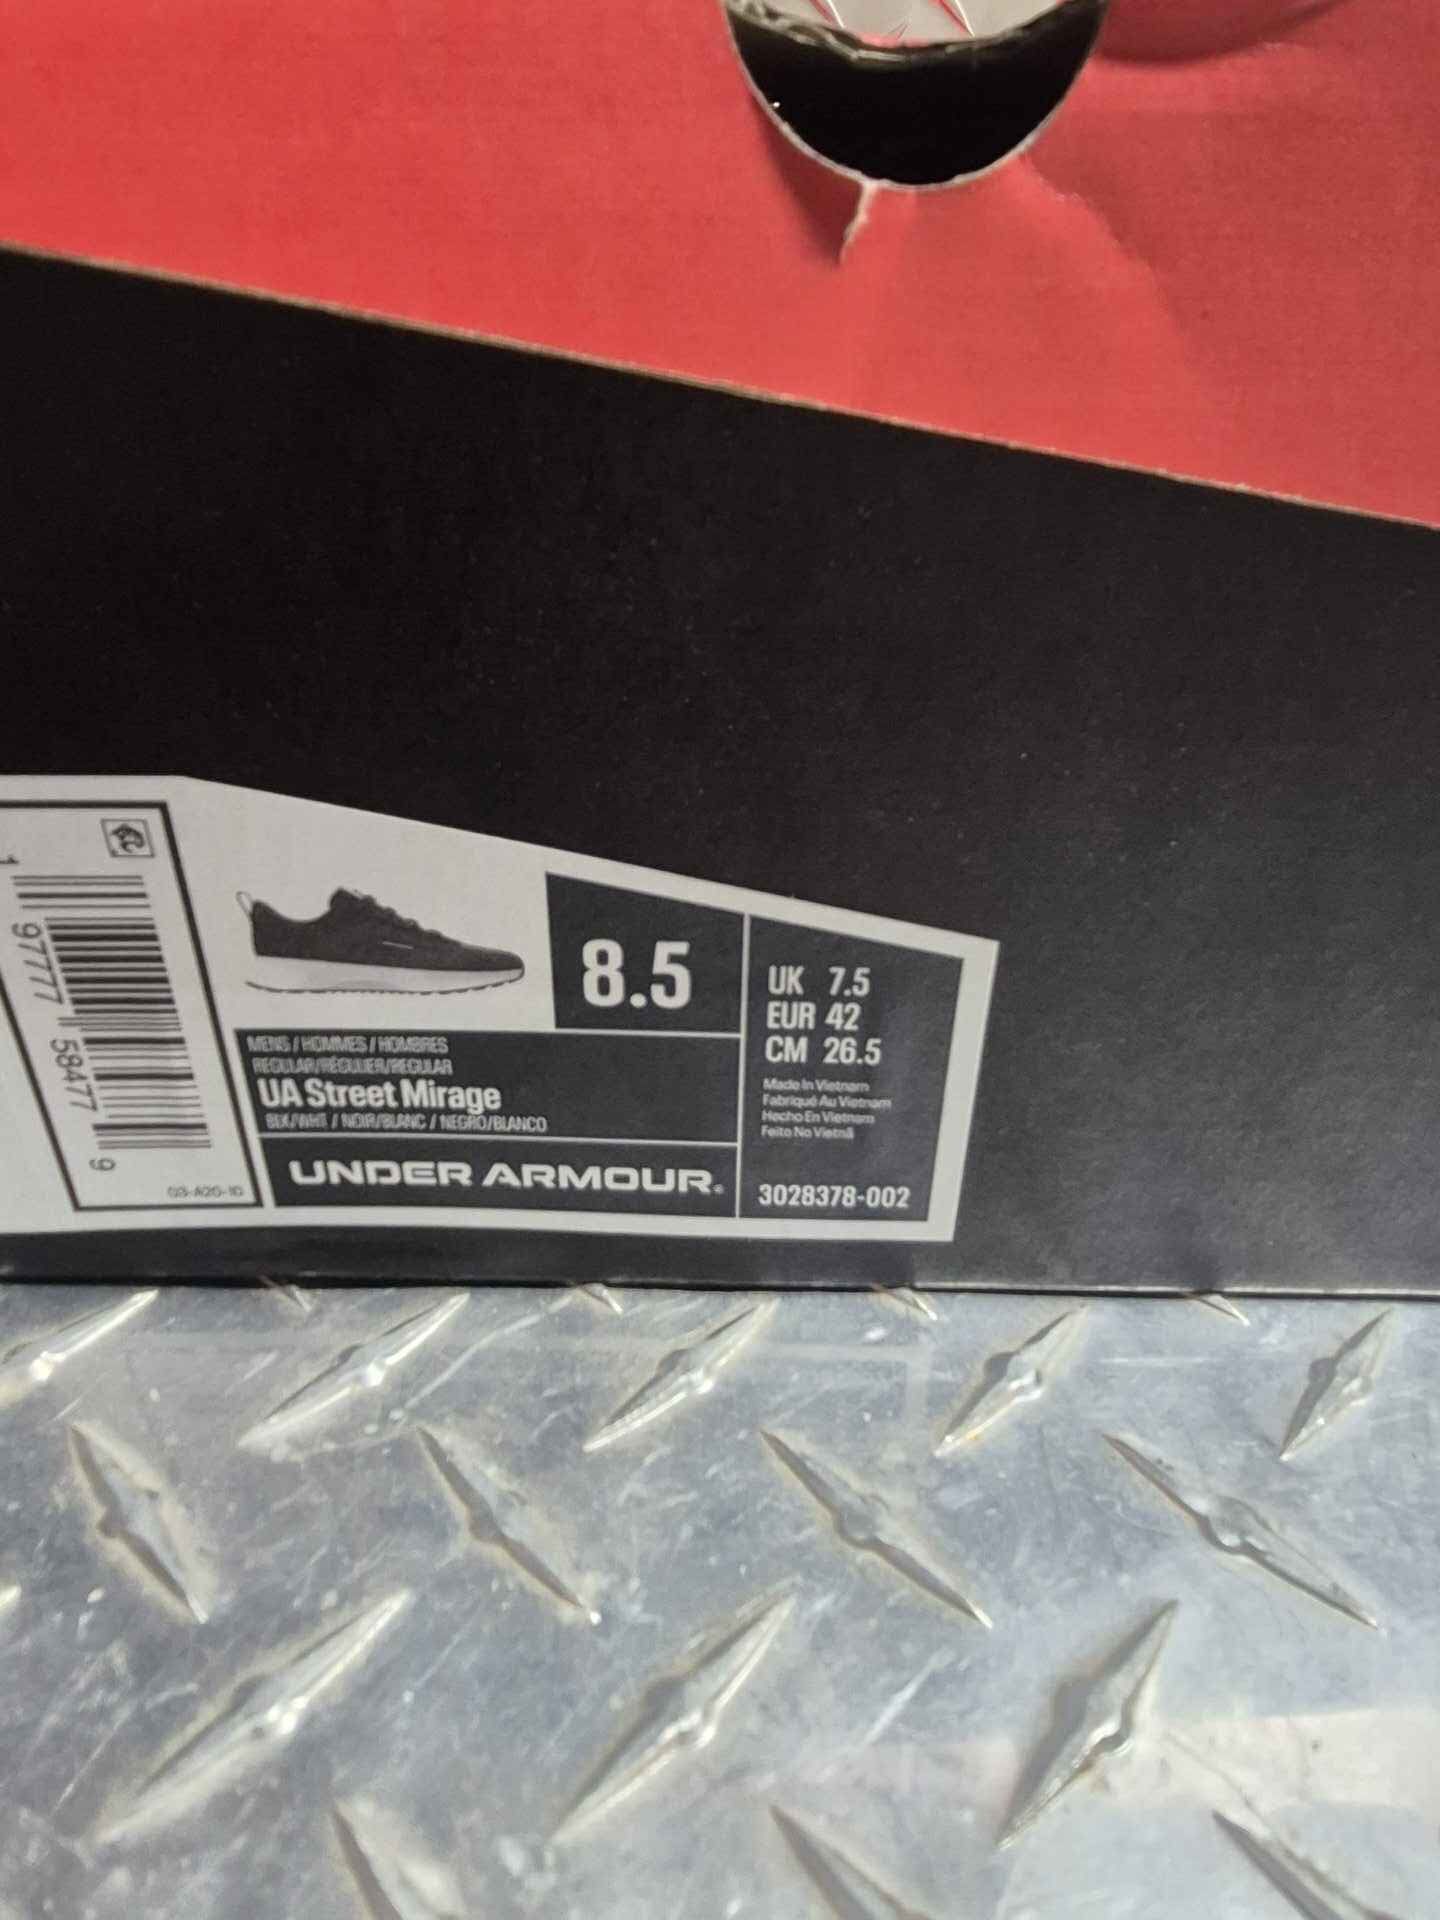 1 97777 58477 9
03-A20-1D
8.5
MENS / HOMMES / HOMBRES
REGULAR/RÉGULIER/REGULAR
UA Street Mirage
BLK/WHT / NOIR/BLANC / NEGRO/BLANCO
UNDER ARMOUR®
UK 7.5
EUR 42
CM 26.5
Made In Vietnam
Fabriqué Au Vietnam
Hecho En Vietnam
Feito No Vietnã
3028378-002